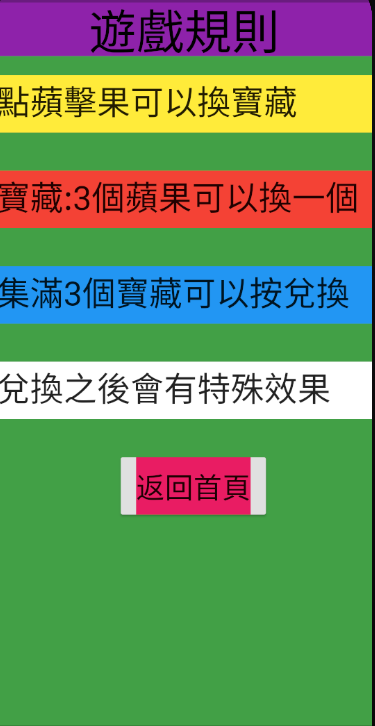 遊戲規則
點蘋擊果可以換寶藏
寶藏:3個蘋果可以換一個
集滿3個寶藏可以按兌換
兌換之後會有特殊效果
返回首頁